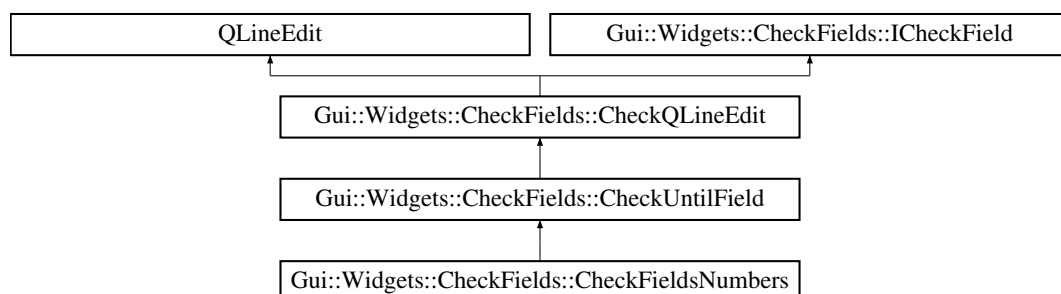 QLineEdit
Gui::Widgets::CheckFields::ICheckField
Gui::Widgets::CheckFields::CheckQLineEdit
Gui::Widgets::CheckFields::CheckUntilField
Gui::Widgets::CheckFields::CheckFieldsNumbers